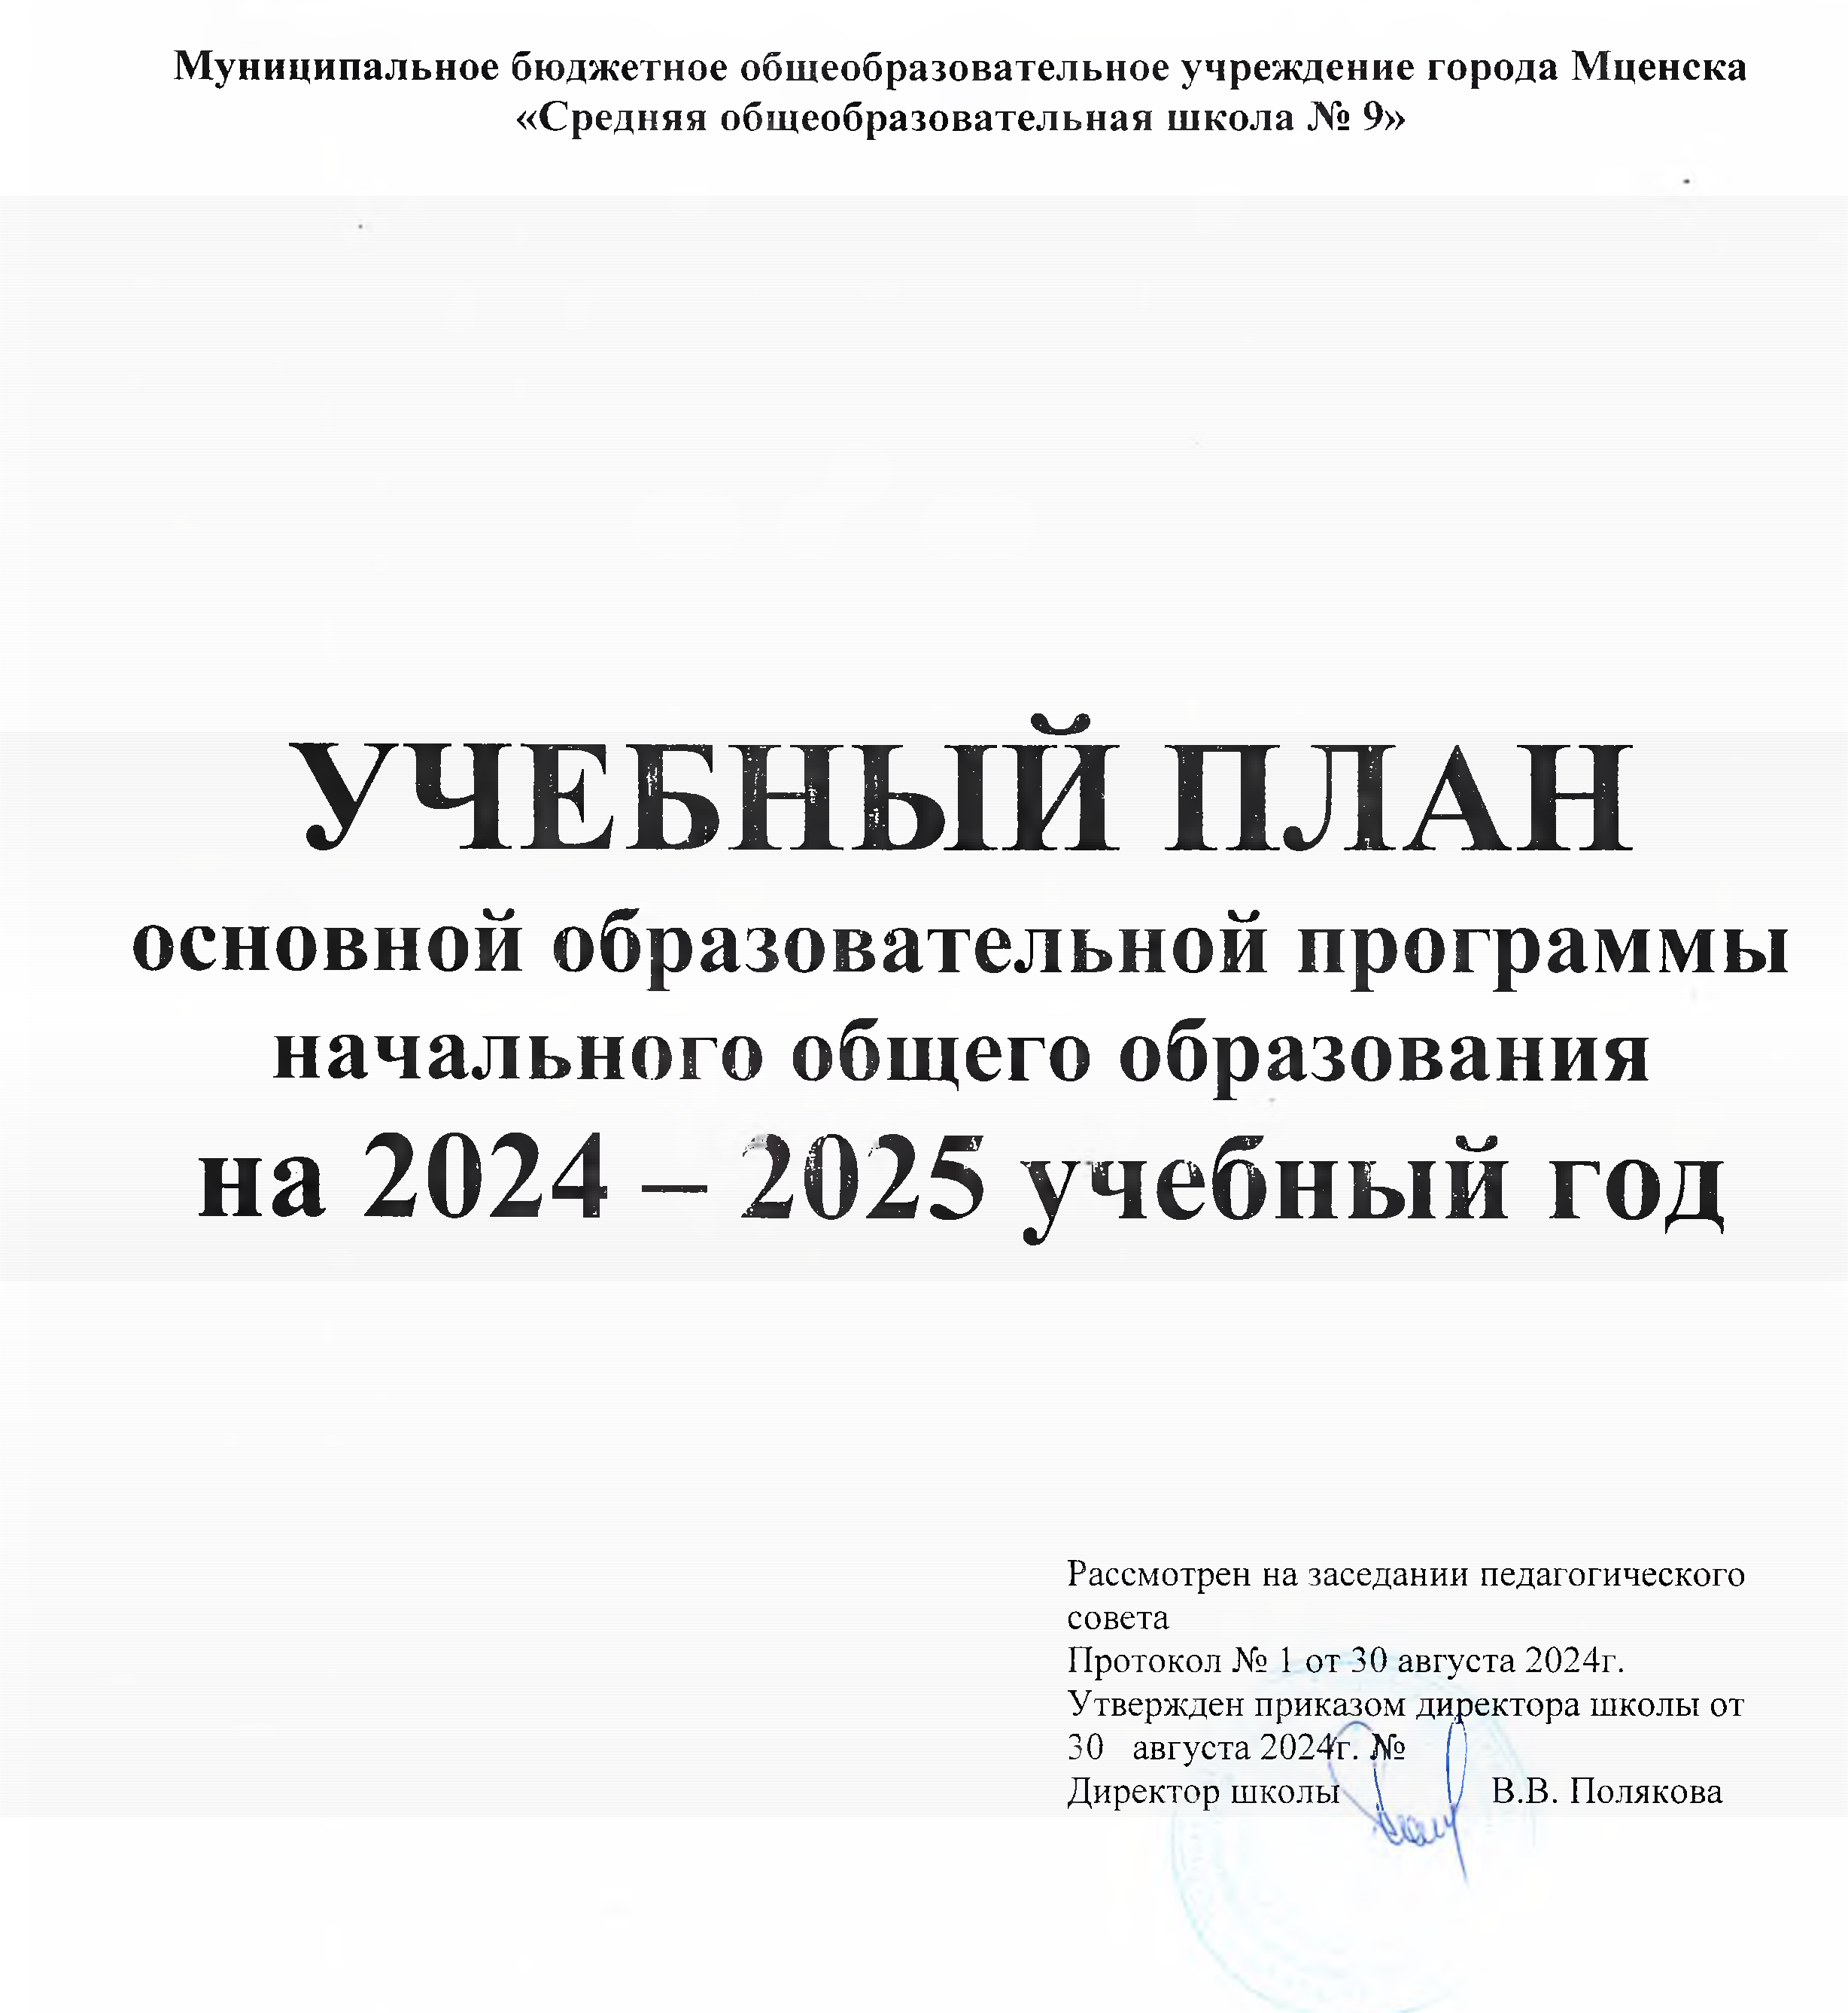 Муниципальное бюджетное общеобразовательное учреждение города Мценска
«Средняя общеобразовательная школа № 9»
УЧЕБНЫЙ ПЛАН
основной образовательной программы
начального общего образования
на 2024 – 2025 учебный год
Рассмотрен на заседании педагогического
совета
Протокол № 1 от 30 августа 2024г.
Утвержден приказом директора школы от
30 августа 2024г. №
Директор школы В.В. Полякова